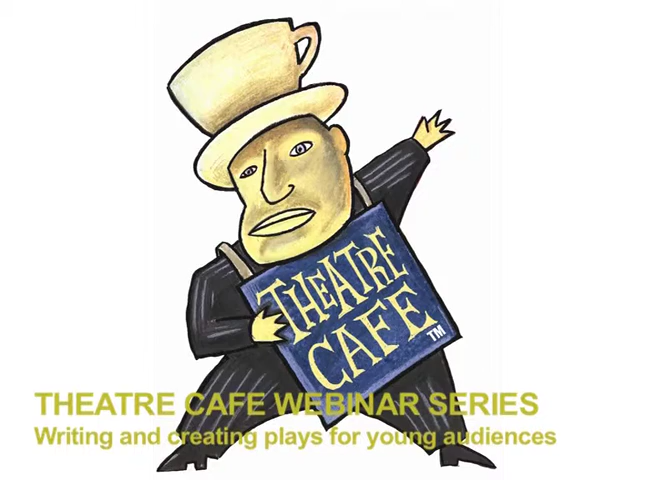 THEATRE
CAFE
TM
THEATRE CAFE WEBINAR SERIES
Writing and creating plays for young audiences